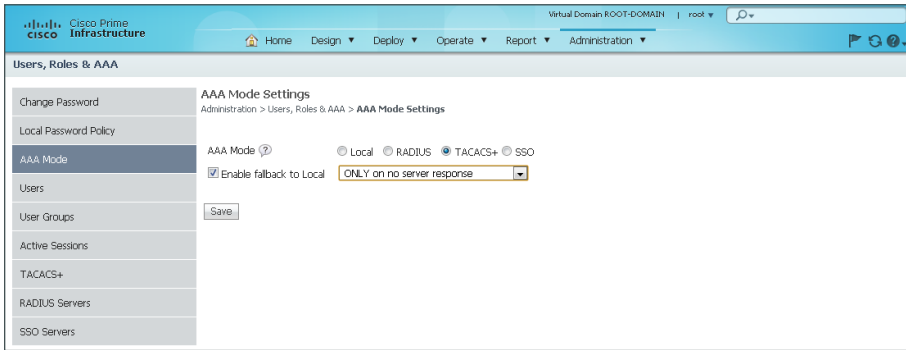 Virtual Domain ROOT-DOMAIN | root
Cisco Prime
CISCO Infrastructure
Home Design Deploy Operate Report Administration
Users, Roles & AAA
Change Password
Local Password Policy
AAA Mode
Users
User Groups
Active Sessions
TACACS+
RADIUS Servers
SSO Servers
AAA Mode Settings
Administration > Users, Roles & AAA > AAA Mode Settings
AAA Mode ? Local RADIUS TACACS+ SSO
Enable fallback to Local ONLY on no server response
Save